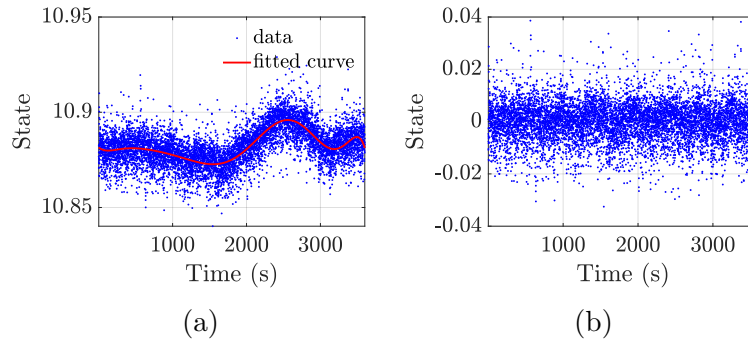 10.95
10.9
10.85
State
data
fitted curve
1000 2000 3000
Time (s)
(a)
0.04
0.02
0
-0.02
-0.04
State
1000 2000 3000
Time (s)
(b)